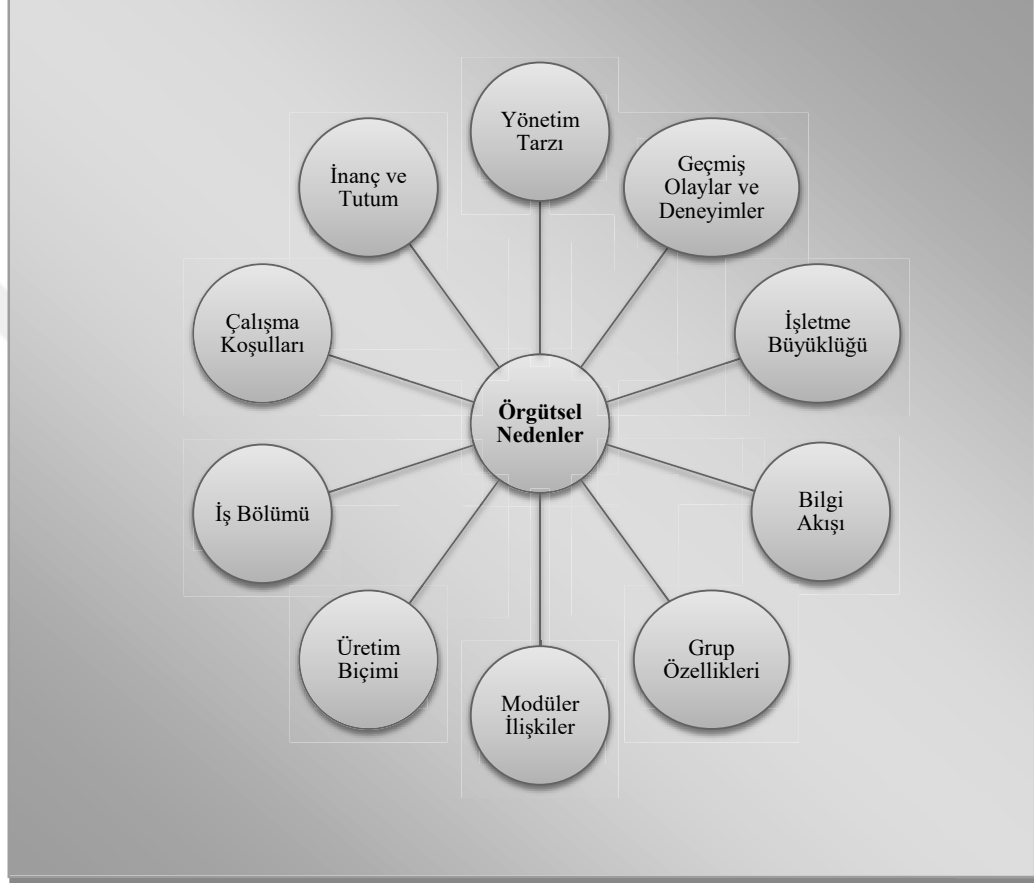 Yönetim
Tarzı
Geçmiş
Olaylar ve
Deneyimler
İşletme
Büyüklüğü
Bilgi
Akışı
Grup
Özellikleri
Modüler
İlişkiler
Üretim
Biçimi
İş Bölümü
Çalışma
Koşulları
İnanç ve
Tutum
Örgütsel
Nedenler